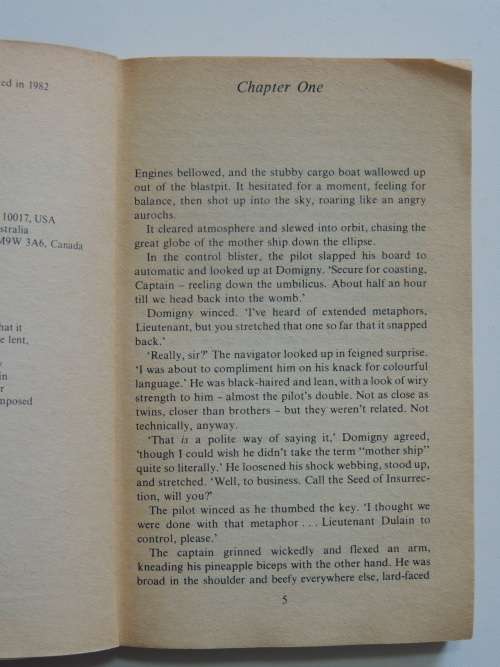 ed in 1982
10017, USA
stralia
M9W 3A6, Canada
hat it
e lent,
in
r
mposed
Chapter One
Engines bellowed, and the stubby cargo boat wallowed up
out of the blastpit. It hesitated for a moment, feeling for
balance, then shot up into the sky, roaring like an angry
aurochs.
It cleared atmosphere and slewed into orbit, chasing the
great globe of the mother ship down the ellipse.
In the control blister, the pilot slapped his board to
automatic and looked up at Domigny. ‘Secure for coasting,
Captain – reeling down the umbilicus. About half an hour
till we head back into the womb.’
Domigny winced. ‘I've heard of extended metaphors,
Lieutenant, but you stretched that one so far that it snapped
back.’
‘Really, sir?’ The navigator looked up in feigned surprise.
‘I was about to compliment him on his knack for colourful
language.’ He was black-haired and lean, with a look of wiry
strength to him – almost the pilot's double. Not as close as
twins, closer than brothers – but they weren't related. Not
technically, anyway.
‘That is a polite way of saying it,’ Domigny agreed,
‘though I could wish he didn't take the term “mother ship”
quite so literally.’ He loosened his shock webbing, stood up,
and stretched. ‘Well, to business. Call the Seed of Insurrec-
tion, will you?’
The pilot winced as he thumbed the key. ‘I thought we
were done with that metaphor . . . Lieutenant Dulain to
control, please.’
The captain grinned wickedly and flexed an arm,
kneading his pineapple biceps with the other hand. He was
broad in the shoulder and beefy everywhere else, lard-faced
5